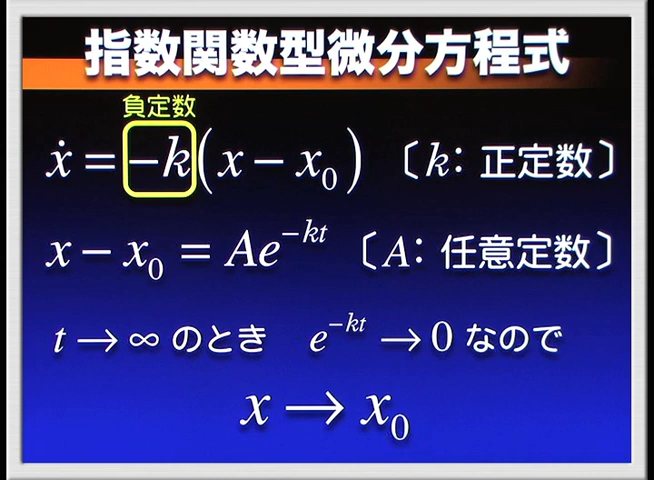 指数関数型微分方程式
負定数
ẋ = −k(x − x₀) 〔k: 正定数〕
x − x₀ = Ae^{−kt} 〔A: 任意定数〕
t → ∞ のとき e^{−kt} → 0 なので
x → x₀